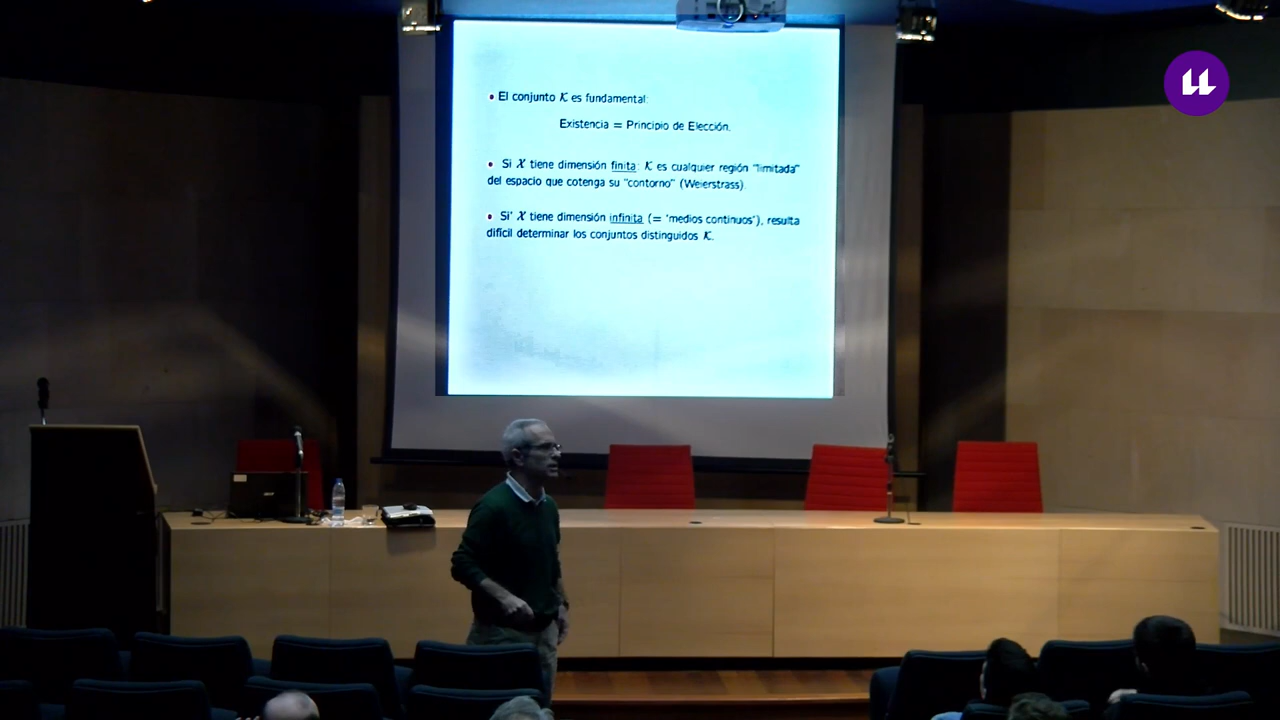 • El conjunto K es fundamental:
Existencia = Principio de Elección.
• Si X tiene dimensión finita: K es cualquier región "limitada"
del espacio que cotenga su "contorno" (Weierstrass).
• Si' X tiene dimensión infinita (= 'medios continuos'), resulta
difícil determinar los conjuntos distinguidos K.